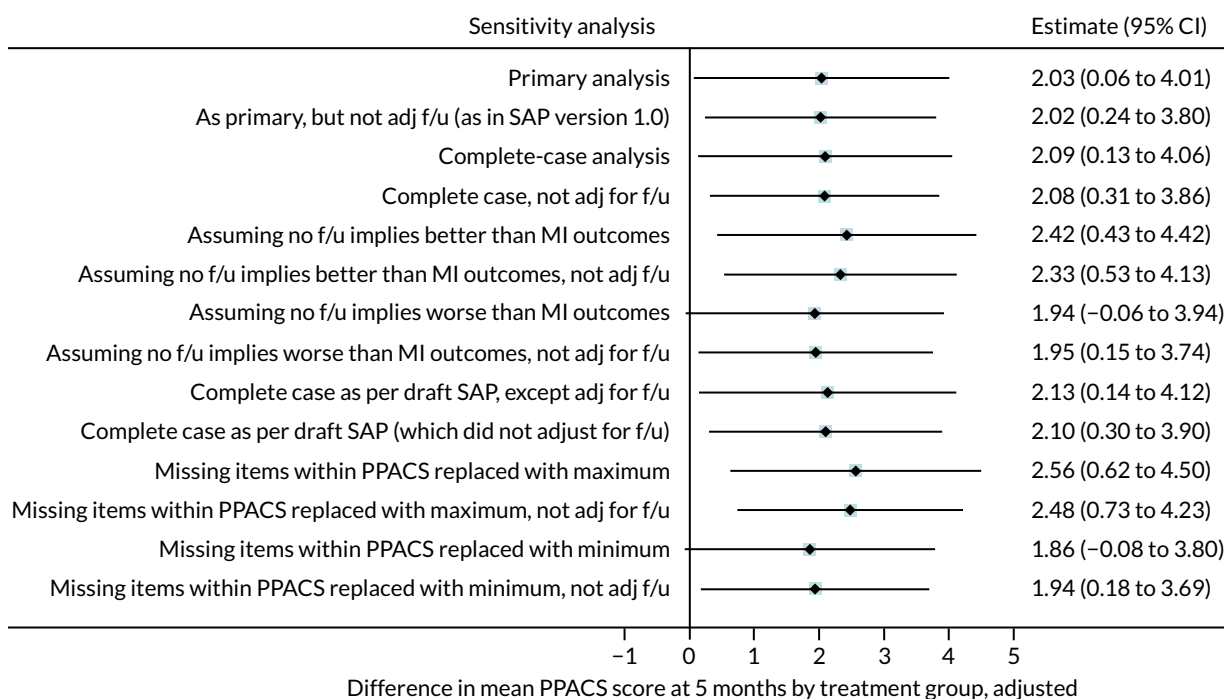 Sensitivity analysis Estimate (95% CI)
Primary analysis 2.03 (0.06 to 4.01)
As primary, but not adj f/u (as in SAP version 1.0) 2.02 (0.24 to 3.80)
Complete-case analysis 2.09 (0.13 to 4.06)
Complete case, not adj for f/u 2.08 (0.31 to 3.86)
Assuming no f/u implies better than MI outcomes 2.42 (0.43 to 4.42)
Assuming no f/u implies better than MI outcomes, not adj f/u 2.33 (0.53 to 4.13)
Assuming no f/u implies worse than MI outcomes 1.94 (−0.06 to 3.94)
Assuming no f/u implies worse than MI outcomes, not adj for f/u 1.95 (0.15 to 3.74)
Complete case as per draft SAP, except adj for f/u 2.13 (0.14 to 4.12)
Complete case as per draft SAP (which did not adjust for f/u) 2.10 (0.30 to 3.90)
Missing items within PPACS replaced with maximum 2.56 (0.62 to 4.50)
Missing items within PPACS replaced with maximum, not adj for f/u 2.48 (0.73 to 4.23)
Missing items within PPACS replaced with minimum 1.86 (−0.08 to 3.80)
Missing items within PPACS replaced with minimum, not adj f/u 1.94 (0.18 to 3.69)
−1 0 1 2 3 4 5
Difference in mean PPACS score at 5 months by treatment group, adjusted